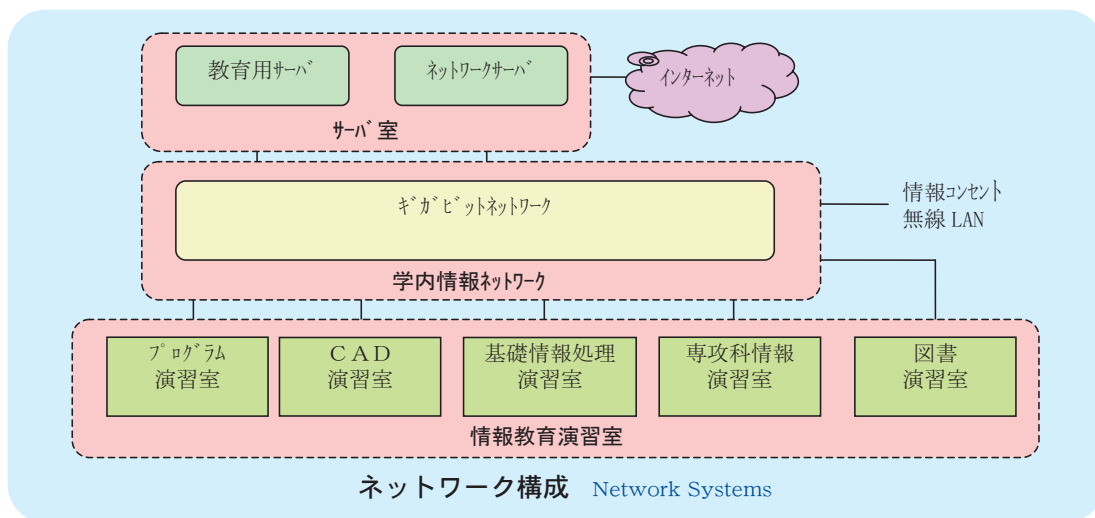 教育用ｻｰﾊﾞ
ﾈｯﾄﾜｰｸｻｰﾊﾞ
ｲﾝﾀｰﾈｯﾄ
ｻｰﾊﾞ室
ｷﾞｶﾞﾋﾞｯﾄﾈｯﾄﾜｰｸ
情報ｺﾝｾﾝﾄ
無線 LAN
学内情報ﾈｯﾄﾜｰｸ
ﾌﾟﾛｸﾞﾗﾑ
演習室
ＣＡＤ
演習室
基礎情報処理
演習室
専攻科情報
演習室
図書
演習室
情報教育演習室
ネットワーク構成 Network Systems